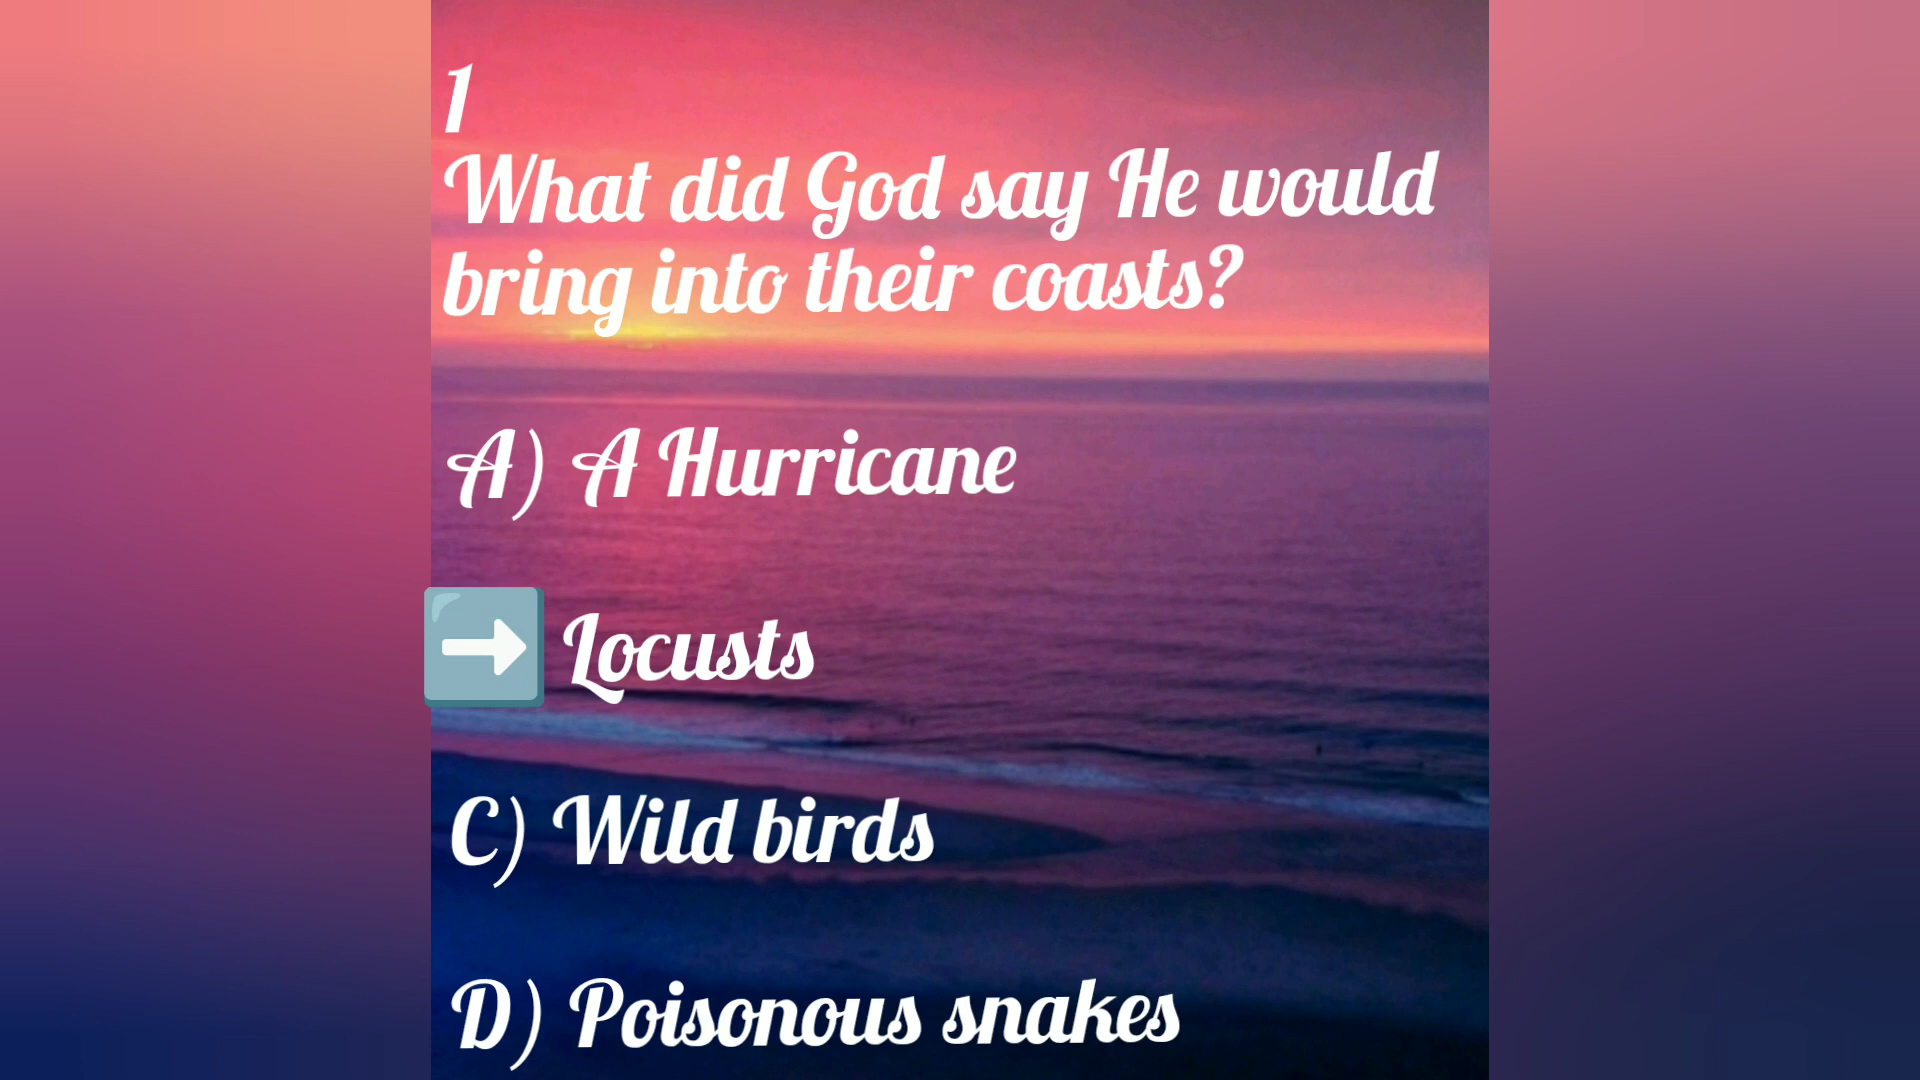 1
What did God say He would
bring into their coasts?
A) A Hurricane
➡️ Locusts
C) Wild birds
D) Poisonous snakes